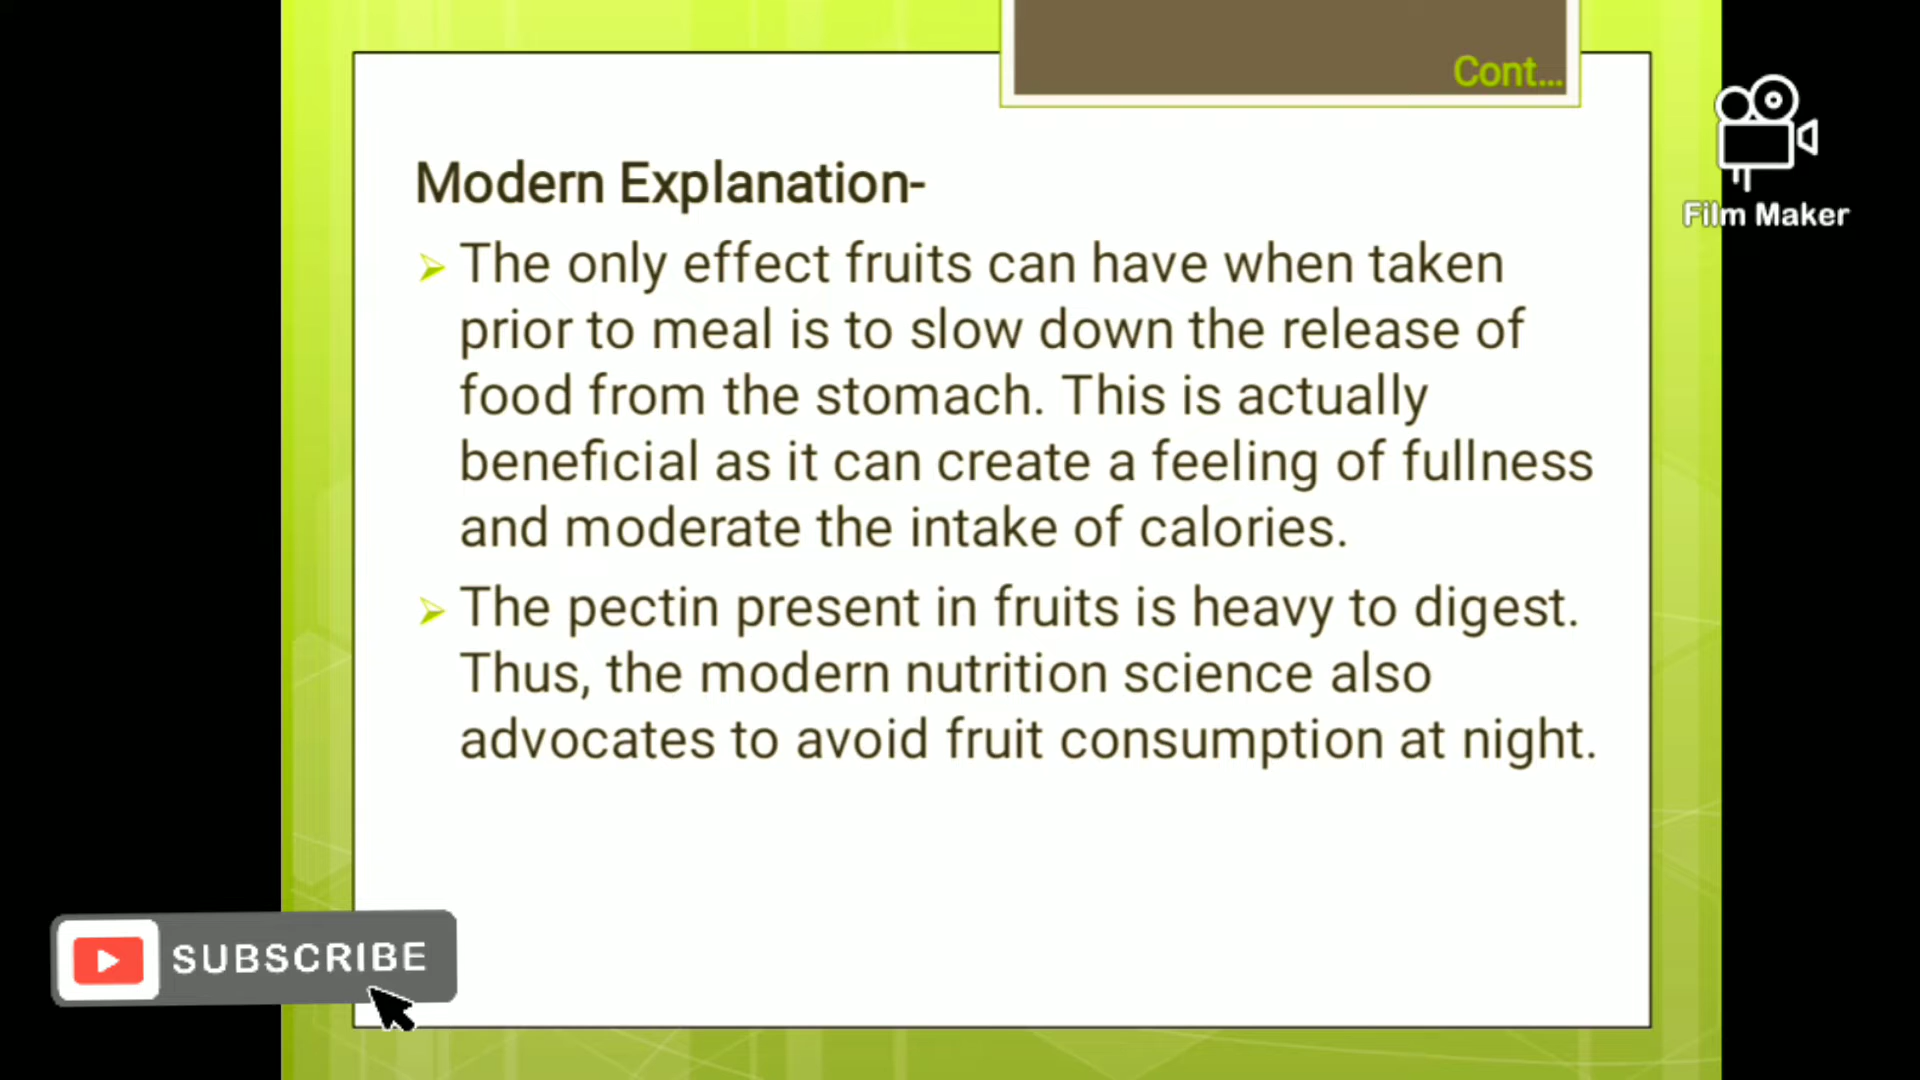 Cont...
Film Maker
Modern Explanation-
The only effect fruits can have when taken
prior to meal is to slow down the release of
food from the stomach. This is actually
beneficial as it can create a feeling of fullness
and moderate the intake of calories.
The pectin present in fruits is heavy to digest.
Thus, the modern nutrition science also
advocates to avoid fruit consumption at night.
SUBSCRIBE